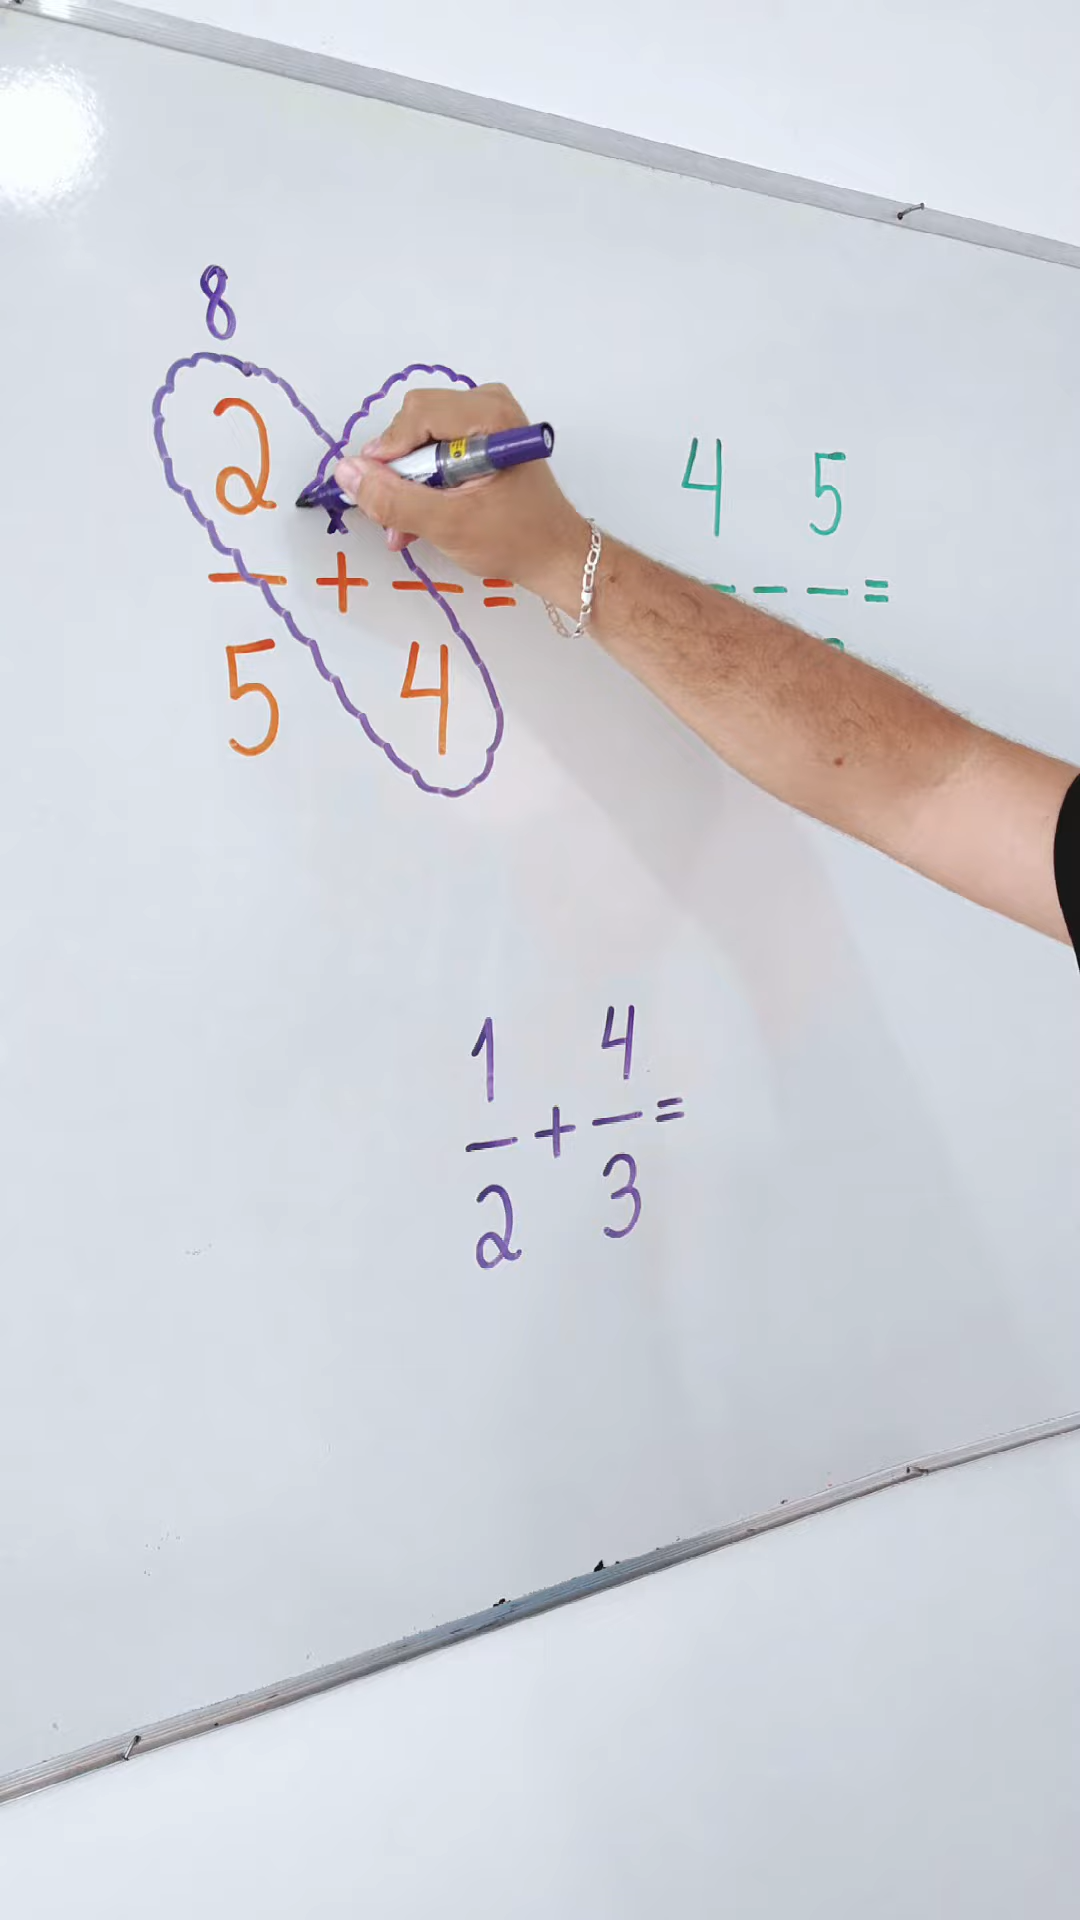 8
2
— + — =
5 4
4 5
— - — =
1 4
— + — =
2 3